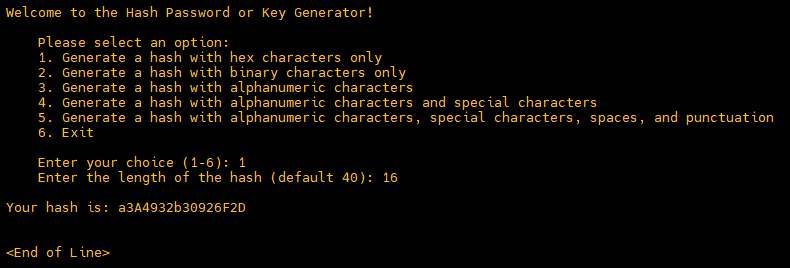 Welcome to the Hash Password or Key Generator!
Please select an option:
1. Generate a hash with hex characters only
2. Generate a hash with binary characters only
3. Generate a hash with alphanumeric characters
4. Generate a hash with alphanumeric characters and special characters
5. Generate a hash with alphanumeric characters, special characters, spaces, and punctuation
6. Exit
Enter your choice (1-6): 1
Enter the length of the hash (default 40): 16
Your hash is: a3A4932b30926F2D
<End of Line>